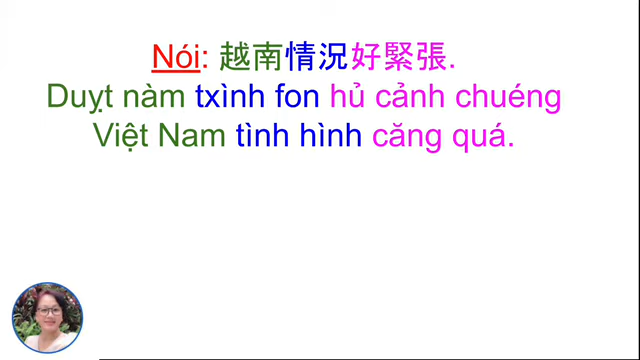 Nói: 越南情況好緊張.
Duỵt nàm txình fon hủ cảnh chuéng
Việt Nam tình hình căng quá.